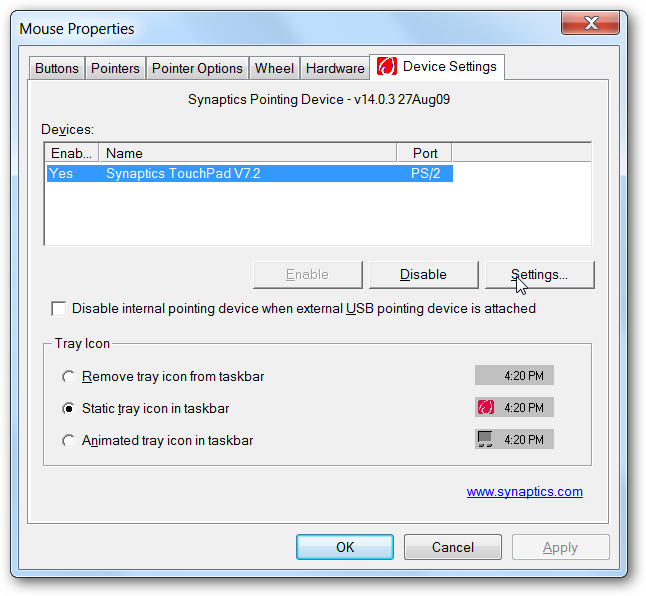 Mouse Properties
Buttons Pointers Pointer Options Wheel Hardware Device Settings
Synaptics Pointing Device - v14.0.3 27Aug09
Devices:
Enab... Name Port
Yes Synaptics TouchPad V7.2 PS/2
Enable Disable Settings...
Disable internal pointing device when external USB pointing device is attached
Tray Icon
Remove tray icon from taskbar 4:20 PM
Static tray icon in taskbar 4:20 PM
Animated tray icon in taskbar 4:20 PM
www.synaptics.com
OK Cancel Apply